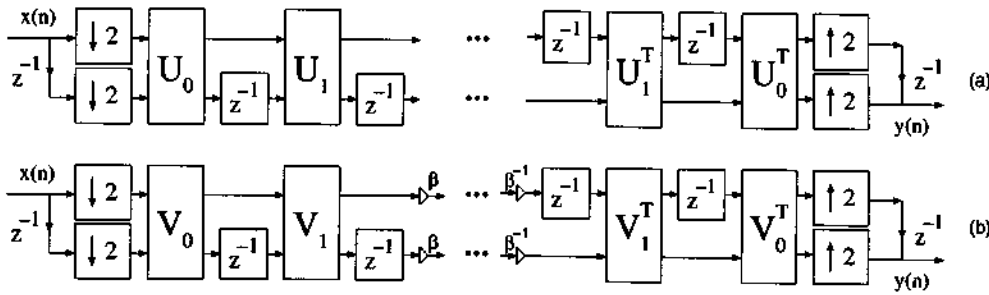 x(n) ↓ 2 U₀ U₁ ... z⁻¹ U₁ᵀ z⁻¹ U₀ᵀ ↑ 2
z⁻¹ ↓ 2 z⁻¹ z⁻¹ ... ↑ 2 z⁻¹ (a)
y(n)
x(n) ↓ 2 V₀ V₁ β ... β⁻¹ z⁻¹ V₁ᵀ z⁻¹ V₀ᵀ ↑ 2
z⁻¹ ↓ 2 z⁻¹ z⁻¹ β ... β⁻¹ ↑ 2 z⁻¹ (b)
y(n)